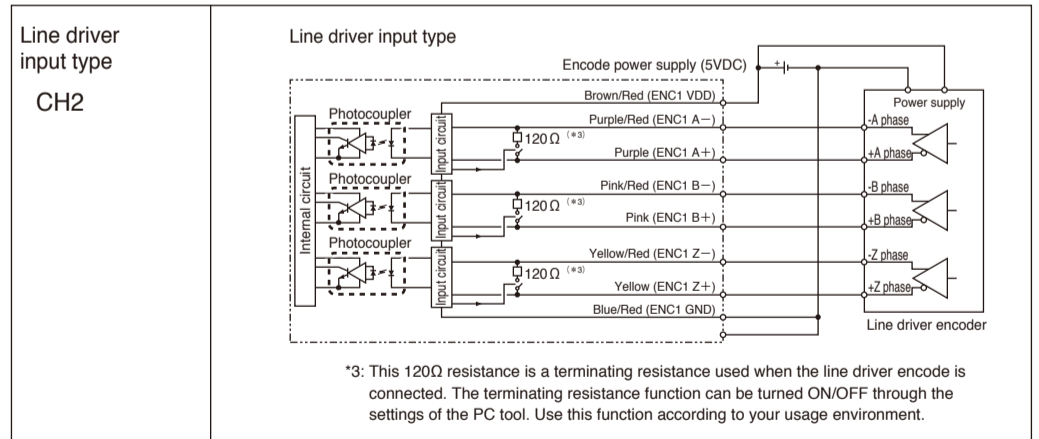 Line driver
input type
CH2
Line driver input type
Encode power supply (5VDC)
+
Brown/Red (ENC1 VDD)
Power supply
Photocoupler
Purple/Red (ENC1 A−)
-A phase
120Ω (*3)
Input circuit
Purple (ENC1 A+)
+A phase
Photocoupler
Pink/Red (ENC1 B−)
-B phase
120Ω (*3)
Input circuit
Internal circuit
Pink (ENC1 B+)
+B phase
Photocoupler
Yellow/Red (ENC1 Z−)
-Z phase
120Ω (*3)
Input circuit
Yellow (ENC1 Z+)
+Z phase
Blue/Red (ENC1 GND)
Line driver encoder
*3: This 120Ω resistance is a terminating resistance used when the line driver encode is
connected. The terminating resistance function can be turned ON/OFF through the
settings of the PC tool. Use this function according to your usage environment.